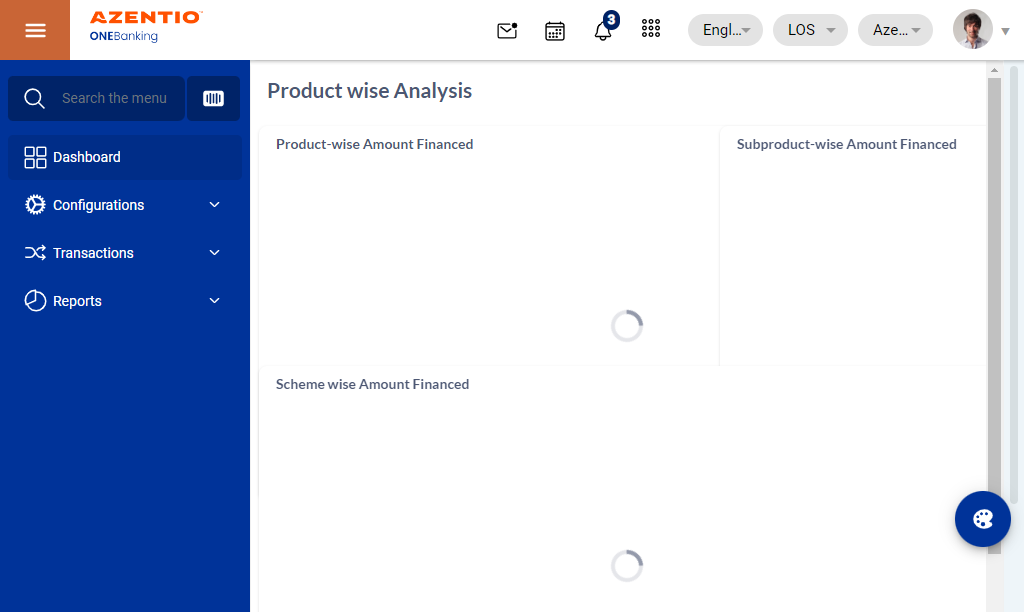 AZENTIO
ONEBanking
3
Engl...
LOS
Aze...
Search the menu
Dashboard
Configurations
Transactions
Reports
Product wise Analysis
Product-wise Amount Financed
Subproduct-wise Amount Financed
Scheme wise Amount Financed